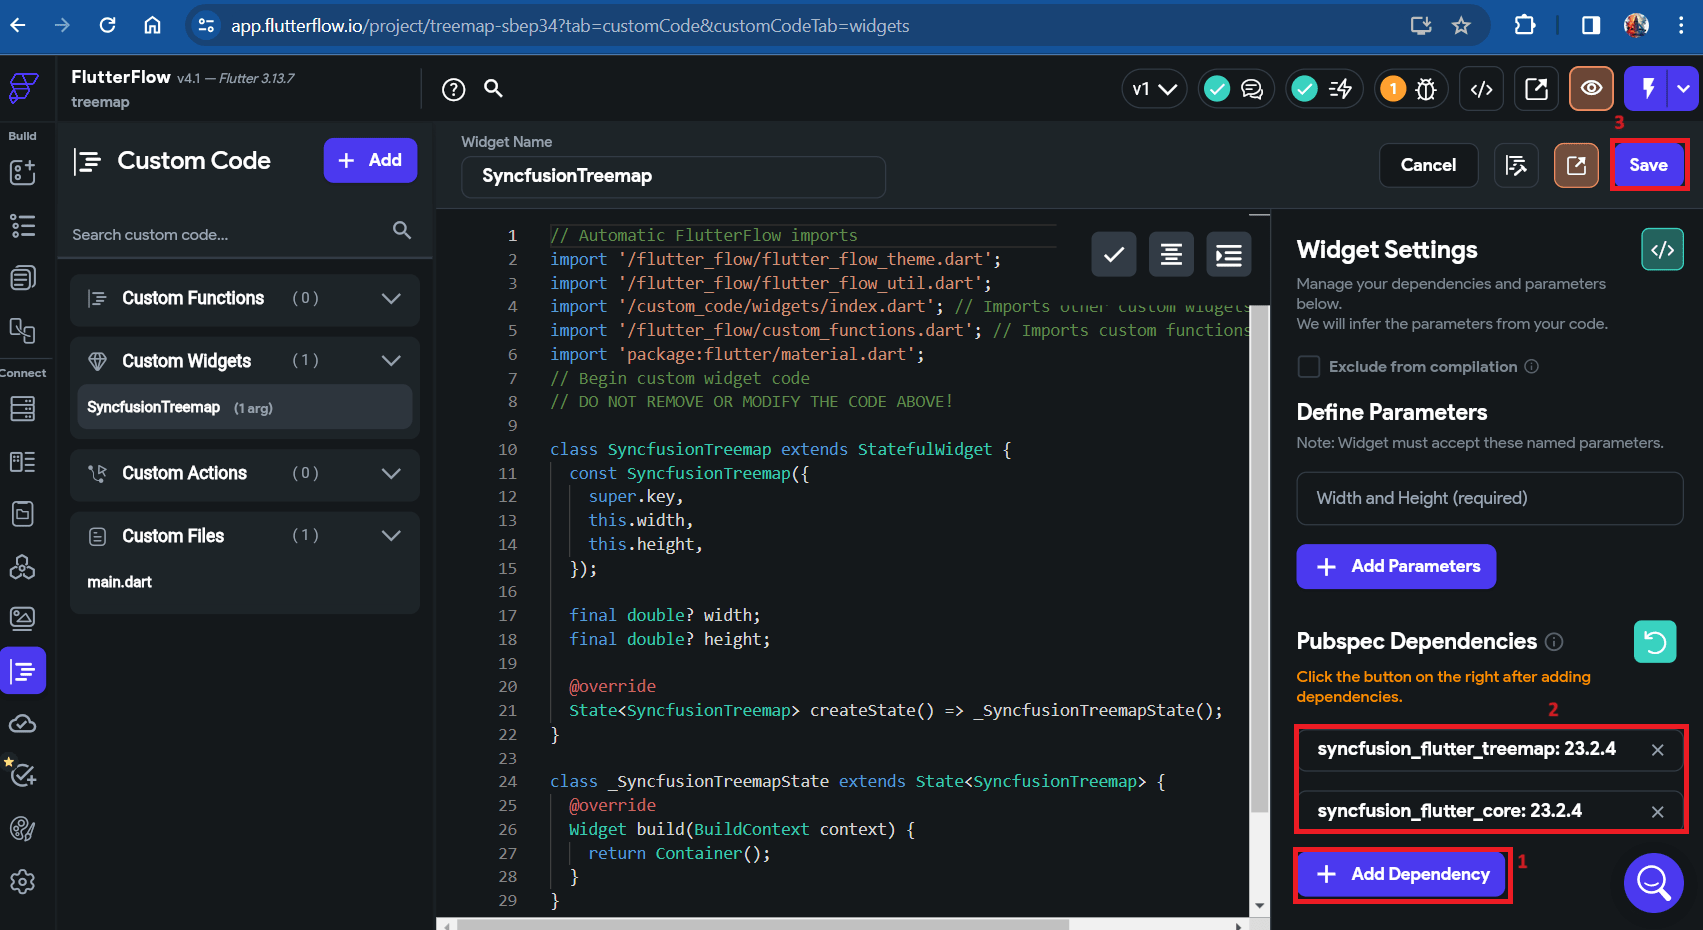 app.flutterflow.io/project/treemap-sbep34?tab=customCode&customCodeTab=widgets
FlutterFlow v4.1 — Flutter 3.13.7
treemap
v1
1
Build
Connect
Custom Code
+ Add
Search custom code...
Custom Functions (0)
Custom Widgets (1)
SyncfusionTreemap (1 arg)
Custom Actions (0)
Custom Files (1)
main.dart
Widget Name
SyncfusionTreemap
Cancel
3
Save
1 // Automatic FlutterFlow imports
2 import '/flutter_flow/flutter_flow_theme.dart';
3 import '/flutter_flow/flutter_flow_util.dart';
4 import '/custom_code/widgets/index.dart'; // Imports other custom widgets
5 import '/flutter_flow/custom_functions.dart'; // Imports custom functions
6 import 'package:flutter/material.dart';
7 // Begin custom widget code
8 // DO NOT REMOVE OR MODIFY THE CODE ABOVE!
9
10 class SyncfusionTreemap extends StatefulWidget {
11 const SyncfusionTreemap({
12 super.key,
13 this.width,
14 this.height,
15 });
16
17 final double? width;
18 final double? height;
19
20 @override
21 State<SyncfusionTreemap> createState() => _SyncfusionTreemapState();
22 }
23
24 class _SyncfusionTreemapState extends State<SyncfusionTreemap> {
25 @override
26 Widget build(BuildContext context) {
27 return Container();
28 }
29 }
Widget Settings
Manage your dependencies and parameters
below.
We will infer the parameters from your code.
Exclude from compilation
Define Parameters
Note: Widget must accept these named parameters.
Width and Height (required)
+ Add Parameters
Pubspec Dependencies
Click the button on the right after adding
dependencies.
2
syncfusion_flutter_treemap: 23.2.4
syncfusion_flutter_core: 23.2.4
+ Add Dependency
1